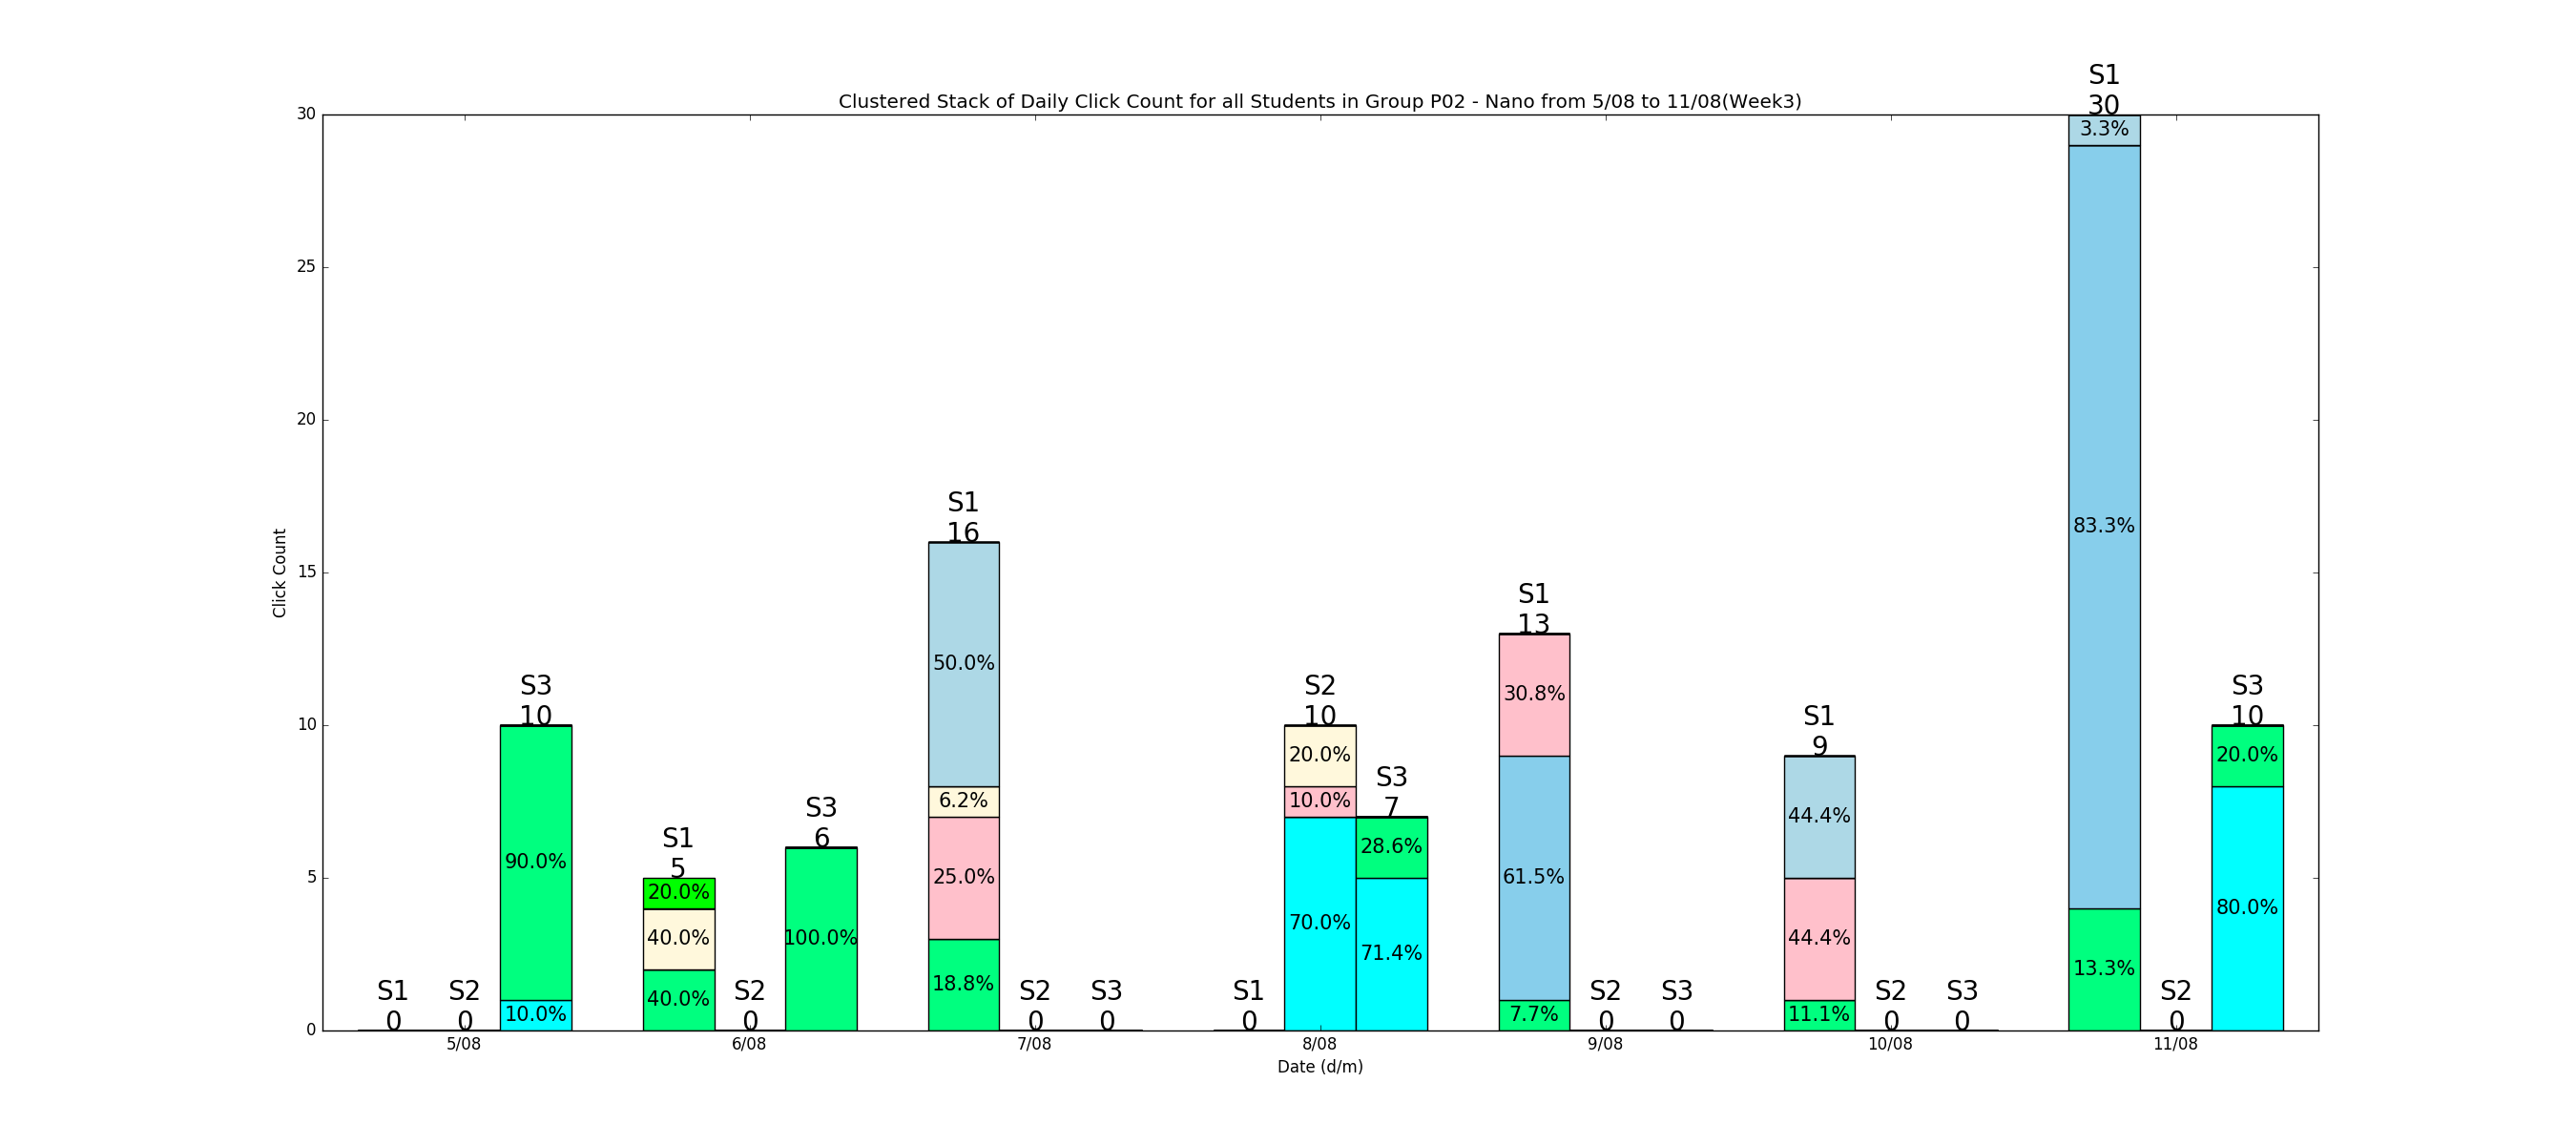 Clustered Stack of Daily Click Count for all Students in Group P02 - Nano from 5/08 to 11/08(Week3)
Click Count
30
25
20
15
10
5
0
S1
0
S2
0
S3
10
90.0%
10.0%
5/08
S1
5
20.0%
40.0%
40.0%
S2
0
S3
6
100.0%
6/08
S1
16
50.0%
6.2%
25.0%
18.8%
S2
0
S3
0
7/08
S1
0
S2
10
20.0%
10.0%
70.0%
S3
7
28.6%
71.4%
8/08
S1
13
30.8%
61.5%
7.7%
S2
0
S3
0
9/08
S1
9
44.4%
44.4%
11.1%
S2
0
S3
0
10/08
S1
30
3.3%
83.3%
13.3%
S2
0
S3
10
20.0%
80.0%
11/08
Date (d/m)